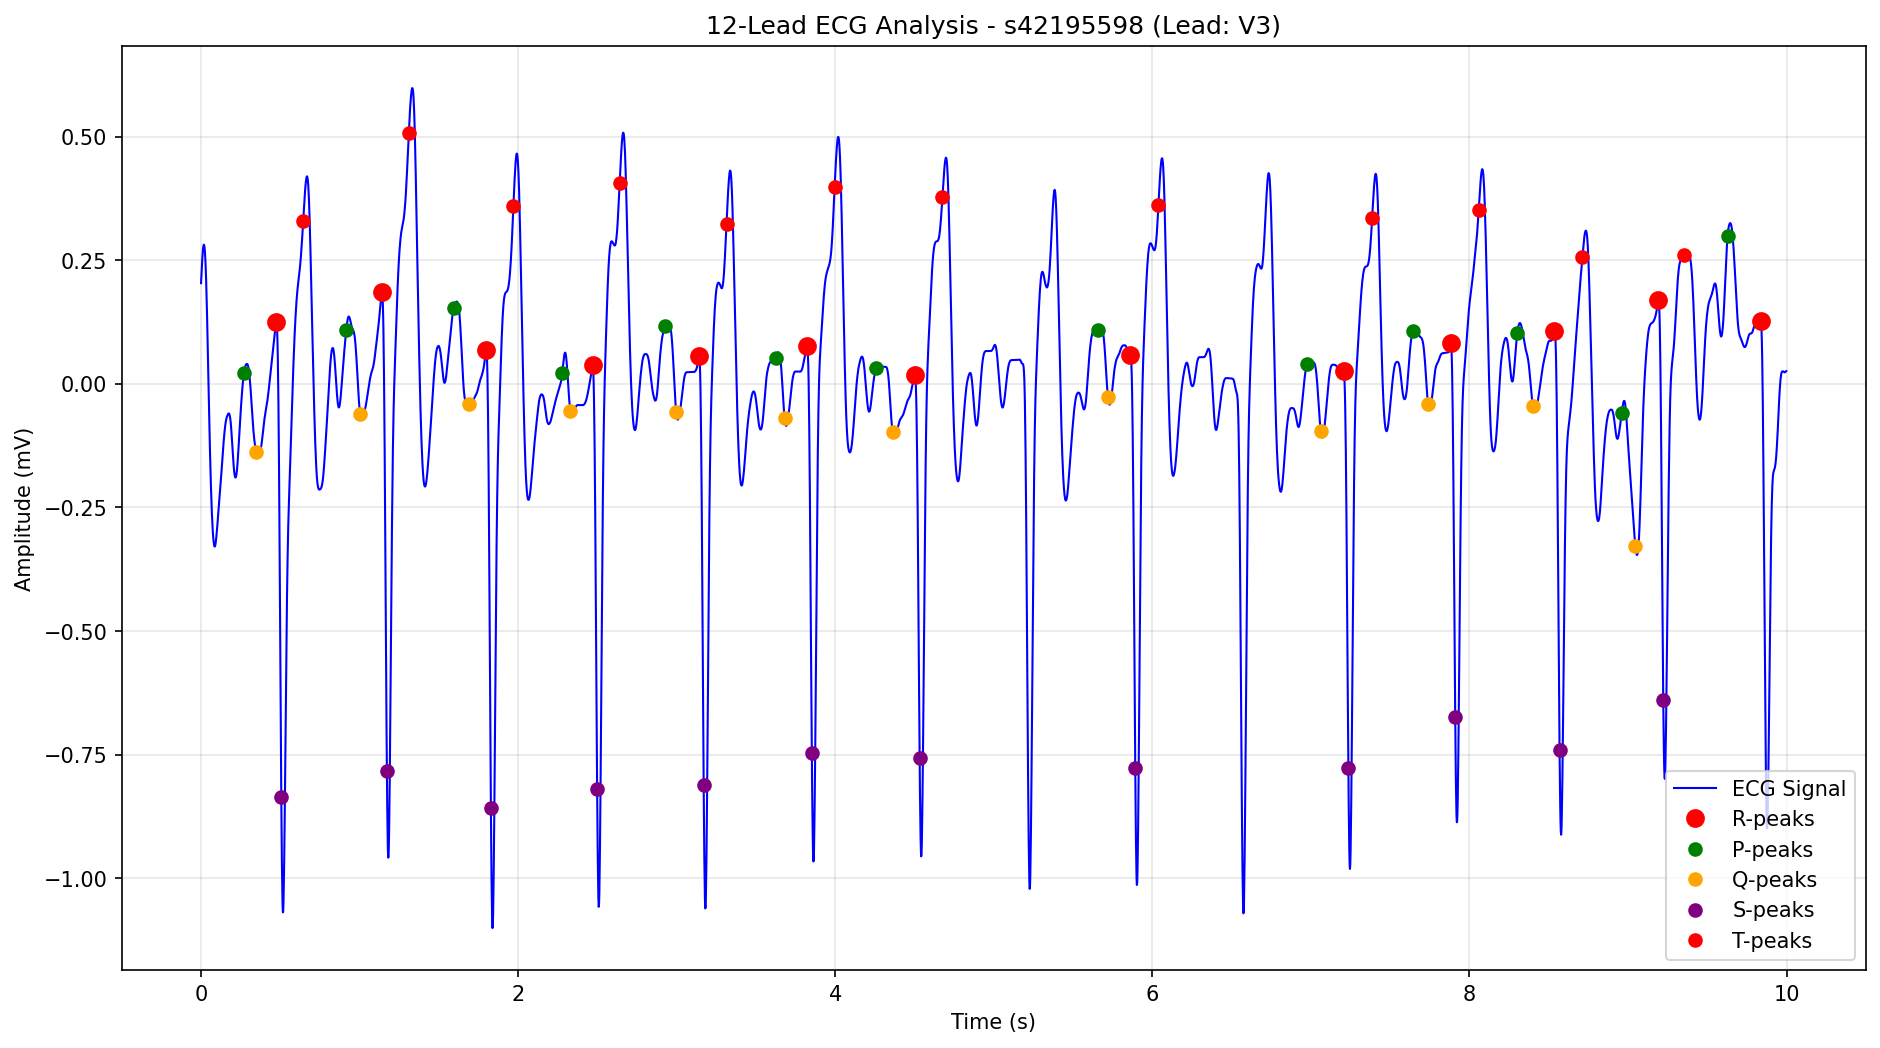 12-Lead ECG Analysis - s42195598 (Lead: V3)
Amplitude (mV)
0.50
0.25
0.00
−0.25
−0.50
−0.75
−1.00
ECG Signal
R-peaks
P-peaks
Q-peaks
S-peaks
T-peaks
0 2 4 6 8 10
Time (s)